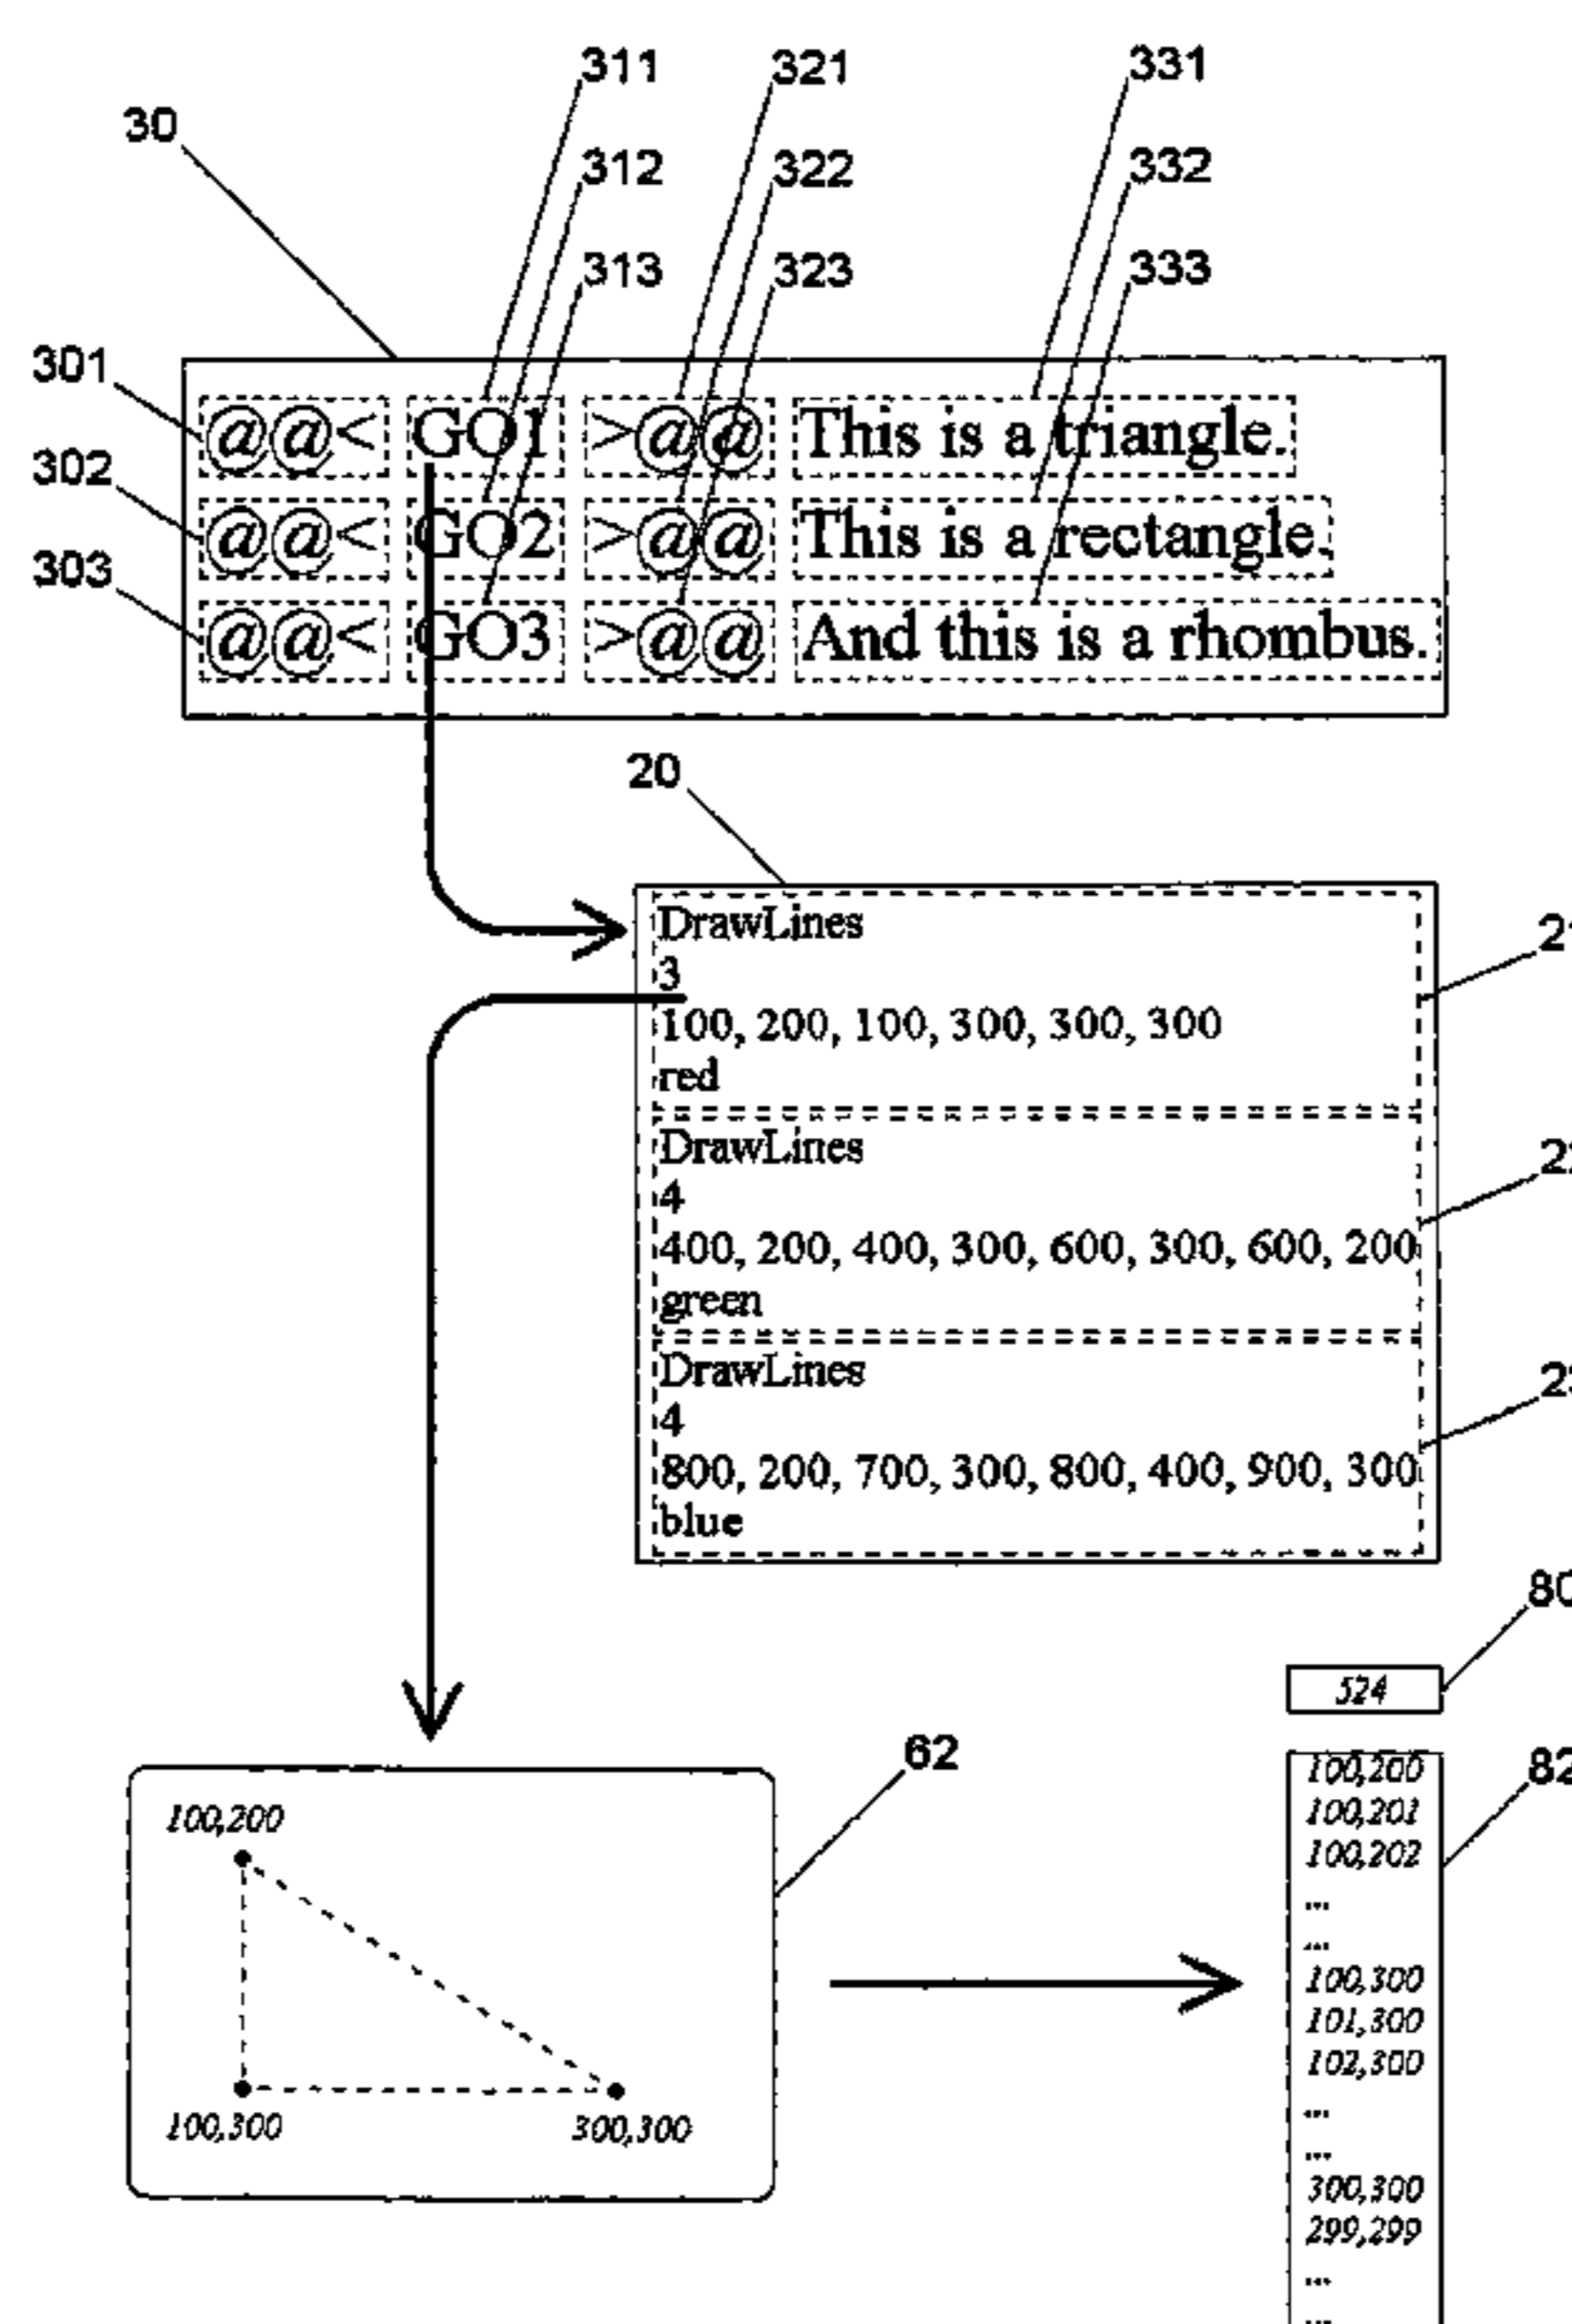 311 321 331
30 312 322 332
313 323 333
301 @@< GO1 >@@ This is a triangle.
302 @@< GO2 >@@ This is a rectangle.
303 @@< GO3 >@@ And this is a rhombus.
20
DrawLines
3
100, 200, 100, 300, 300, 300
red
DrawLines
4
400, 200, 400, 300, 600, 300, 600, 200
green
DrawLines
4
800, 200, 700, 300, 800, 400, 900, 300
blue
80
524
62
82
100,200
100,300
300,300
100,200
100,201
100,202
...
...
100,300
101,300
102,300
...
...
300,300
299,299
...
...